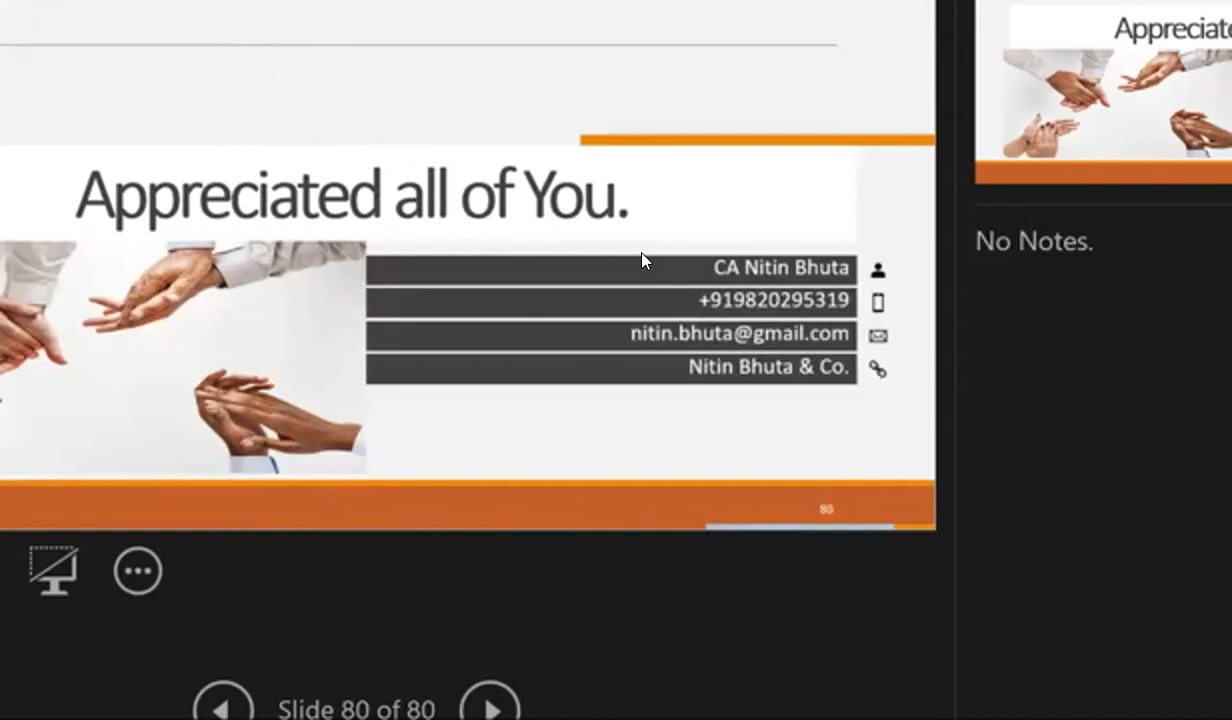 Appreciate
Appreciated all of You.
No Notes.
CA Nitin Bhuta
+919820295319
nitin.bhuta@gmail.com
Nitin Bhuta & Co.
80
Slide 80 of 80